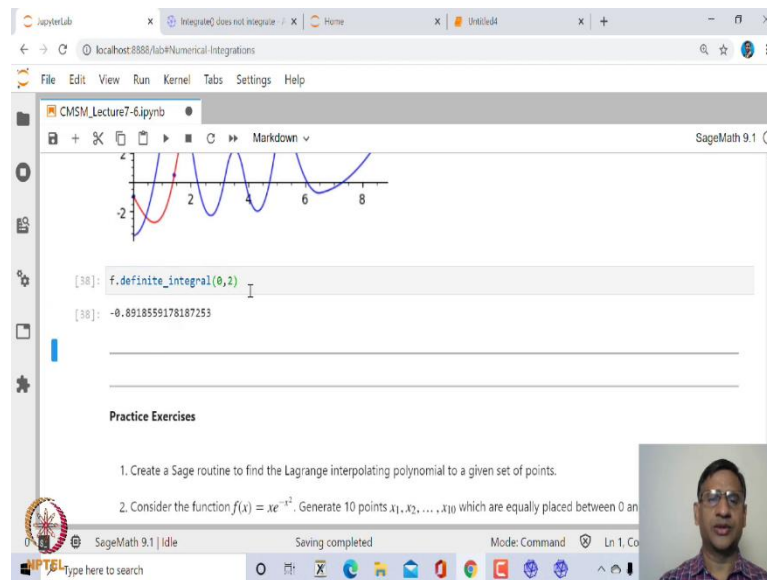 JupyterLab
Integrate() does not integrate -
Home
Untitled4
localhost:8888/lab#Numerical-Integrations
File Edit View Run Kernel Tabs Settings Help
CMSM_Lecture7-6.ipynb
Markdown
SageMath 9.1
2
-2
2 4 6 8
[38]: f.definite_integral(0,2)
[38]: -0.8918559178187253
Practice Exercises
1. Create a Sage routine to find the Lagrange interpolating polynomial to a given set of points.
2. Consider the function f(x) = xe^{-x^2}. Generate 10 points x₁, x₂, … , x₁₀ which are equally placed between 0 an
0 SageMath 9.1 | Idle Saving completed Mode: Command Ln 1, Co
NPTEL
Type here to search